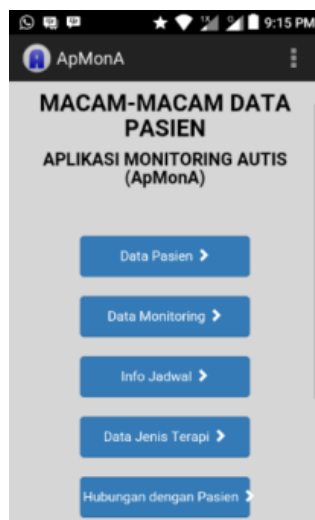 9:15 PM
ApMonA
MACAM-MACAM DATA
PASIEN
APLIKASI MONITORING AUTIS
(ApMonA)
Data Pasien
Data Monitoring
Info Jadwal
Data Jenis Terapi
Hubungan dengan Pasien